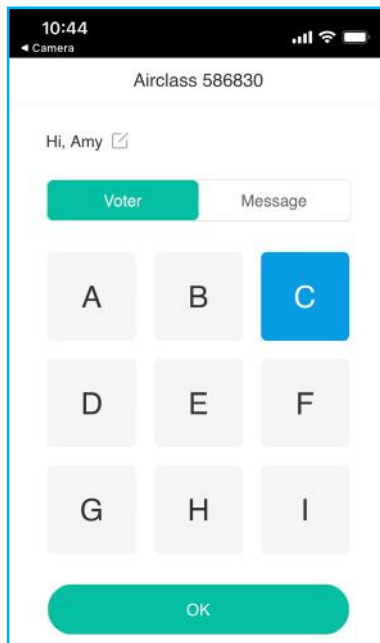 10:44
◀ Camera
Airclass 586830
Hi, Amy
Voter Message
A B C
D E F
G H I
OK